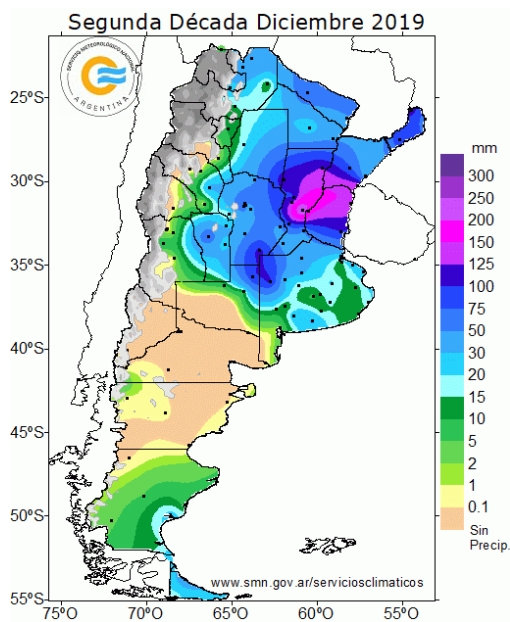 Segunda Década Diciembre 2019
SERVICIO METEOROLÓGICO NACIONAL
ARGENTINA
25°S
30°S
35°S
40°S
45°S
50°S
55°S
75°O
70°O
65°O
60°O
55°O
www.smn.gov.ar/serviciosclimaticos
mm
300
250
200
150
125
100
75
50
30
20
15
10
5
2
1
0.1
Sin
Precip.